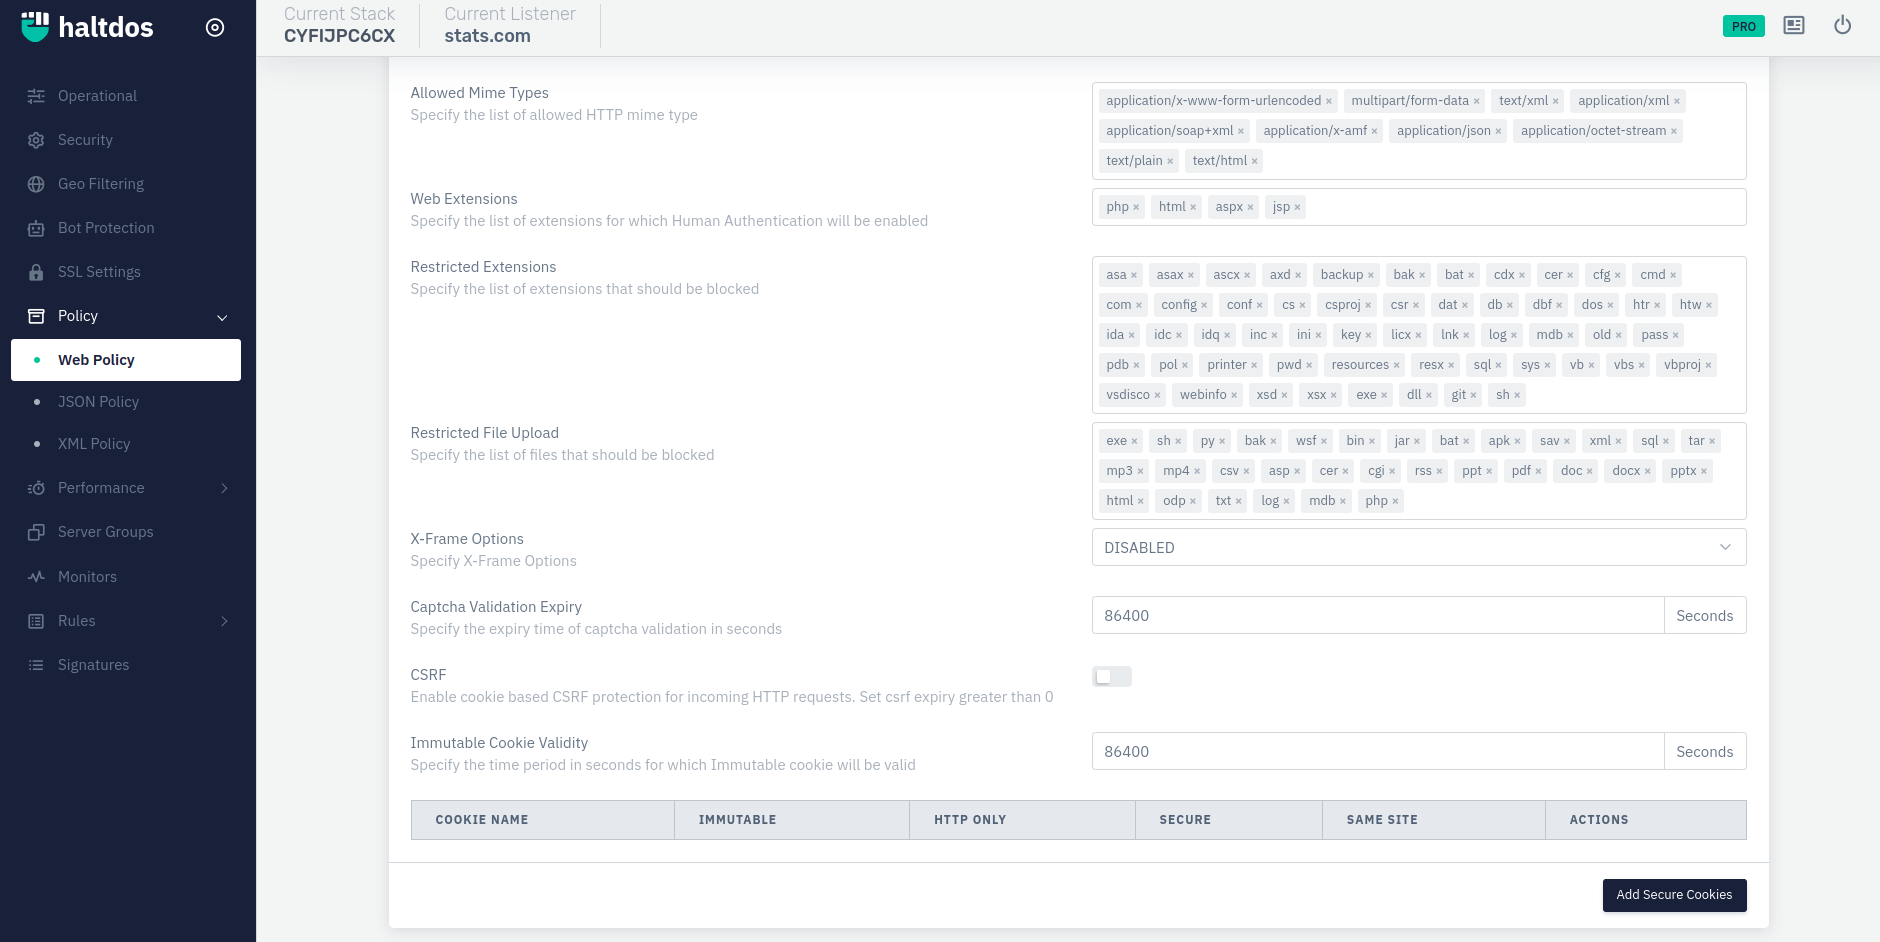 haltdos
Current Stack
CYFIJPC6CX
Current Listener
stats.com
PRO
Operational
Security
Geo Filtering
Bot Protection
SSL Settings
Policy
Web Policy
JSON Policy
XML Policy
Performance
Server Groups
Monitors
Rules
Signatures
Allowed Mime Types
Specify the list of allowed HTTP mime type
application/x-www-form-urlencoded × multipart/form-data × text/xml × application/xml ×
application/soap+xml × application/x-amf × application/json × application/octet-stream ×
text/plain × text/html ×
Web Extensions
Specify the list of extensions for which Human Authentication will be enabled
php × html × aspx × jsp ×
Restricted Extensions
Specify the list of extensions that should be blocked
asa × asax × ascx × axd × backup × bak × bat × cdx × cer × cfg × cmd ×
com × config × conf × cs × csproj × csr × dat × db × dbf × dos × htr × htw ×
ida × idc × idq × inc × ini × key × licx × lnk × log × mdb × old × pass ×
pdb × pol × printer × pwd × resources × resx × sql × sys × vb × vbs × vbproj ×
vsdisco × webinfo × xsd × xsx × exe × dll × git × sh ×
Restricted File Upload
Specify the list of files that should be blocked
exe × sh × py × bak × wsf × bin × jar × bat × apk × sav × xml × sql × tar ×
mp3 × mp4 × csv × asp × cer × cgi × rss × ppt × pdf × doc × docx × pptx ×
html × odp × txt × log × mdb × php ×
X-Frame Options
Specify X-Frame Options
DISABLED
Captcha Validation Expiry
Specify the expiry time of captcha validation in seconds
86400 Seconds
CSRF
Enable cookie based CSRF protection for incoming HTTP requests. Set csrf expiry greater than 0
Immutable Cookie Validity
Specify the time period in seconds for which Immutable cookie will be valid
86400 Seconds
COOKIE NAME IMMUTABLE HTTP ONLY SECURE SAME SITE ACTIONS
Add Secure Cookies